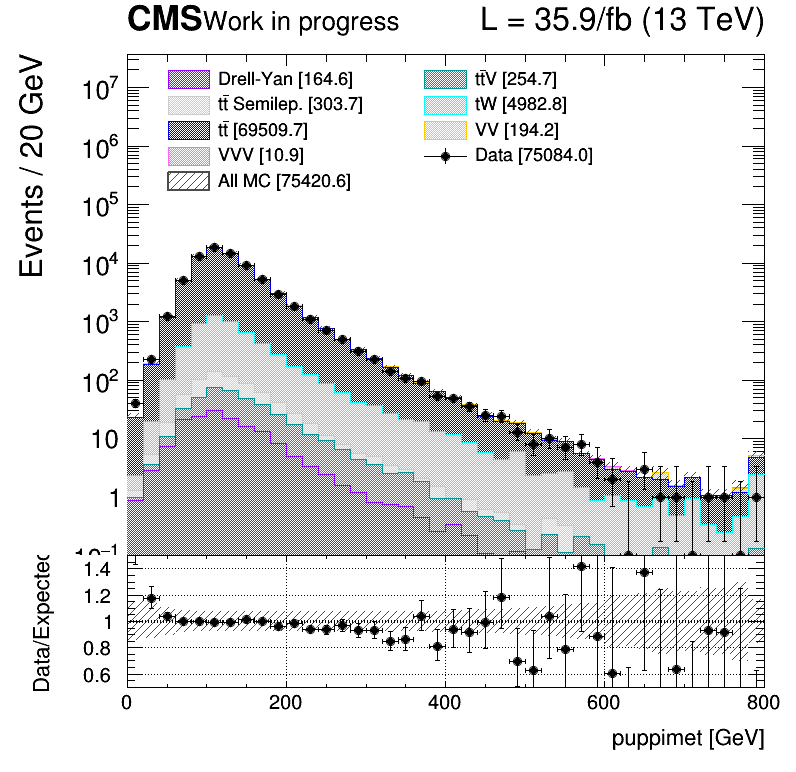 CMS Work in progress L = 35.9/fb (13 TeV)
Events / 20 GeV
10⁷
10⁶
10⁵
10⁴
10³
10²
10
1
10⁻¹
Drell-Yan [164.6]
tt̄ Semilep. [303.7]
tt̄ [69509.7]
VVV [10.9]
All MC [75420.6]
tt̄V [254.7]
tW [4982.8]
VV [194.2]
Data [75084.0]
Data/Expected
1.4
1.2
1
0.8
0.6
0 200 400 600 800
puppimet [GeV]